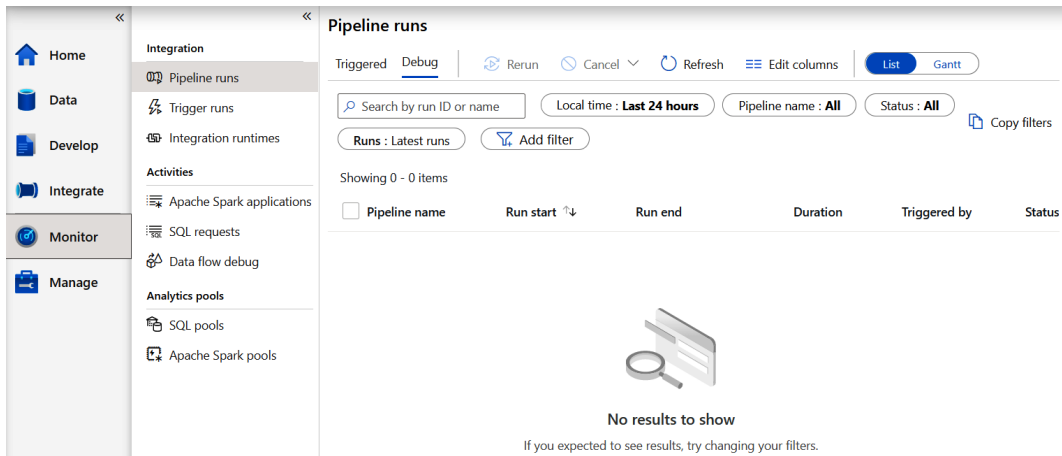 «
Home
Data
Develop
Integrate
Monitor
Manage
«
Integration
Pipeline runs
Trigger runs
Integration runtimes
Activities
Apache Spark applications
SQL requests
Data flow debug
Analytics pools
SQL pools
Apache Spark pools
Pipeline runs
Triggered Debug Rerun Cancel Refresh Edit columns List Gantt
Search by run ID or name Local time : Last 24 hours Pipeline name : All Status : All
Copy filters
Runs : Latest runs Add filter
Showing 0 - 0 items
Pipeline name Run start ↑↓ Run end Duration Triggered by Status
No results to show
If you expected to see results, try changing your filters.